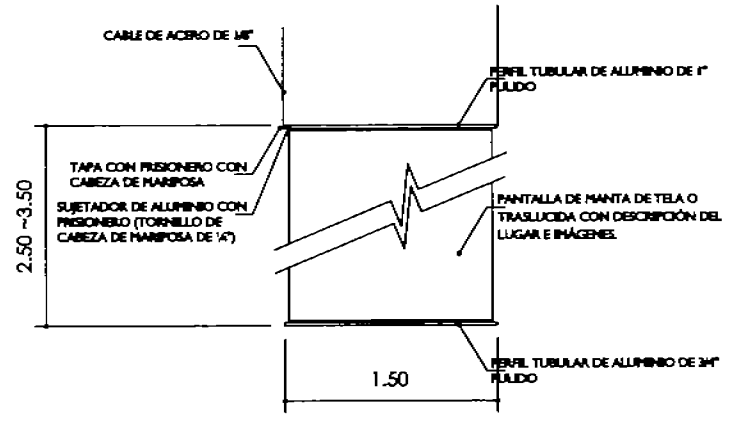 CABLE DE ACERO DE 3/8"
PERFIL TUBULAR DE ALUMINIO DE 1"
PULIDO
TAPA CON PRISIONERO CON
CABEZA DE MARIPOSA
SUJETADOR DE ALUMINIO CON
PRISIONERO (TORNILLO DE
CABEZA DE MARIPOSA DE ¼")
PANTALLA DE MANTA DE TELA O
TRASLUCIDA CON DESCRIPCIÓN DEL
LUGAR E IMÁGENES.
2.50 ~3.50
PERFIL TUBULAR DE ALUMINIO DE 3/4"
PULIDO
1.50